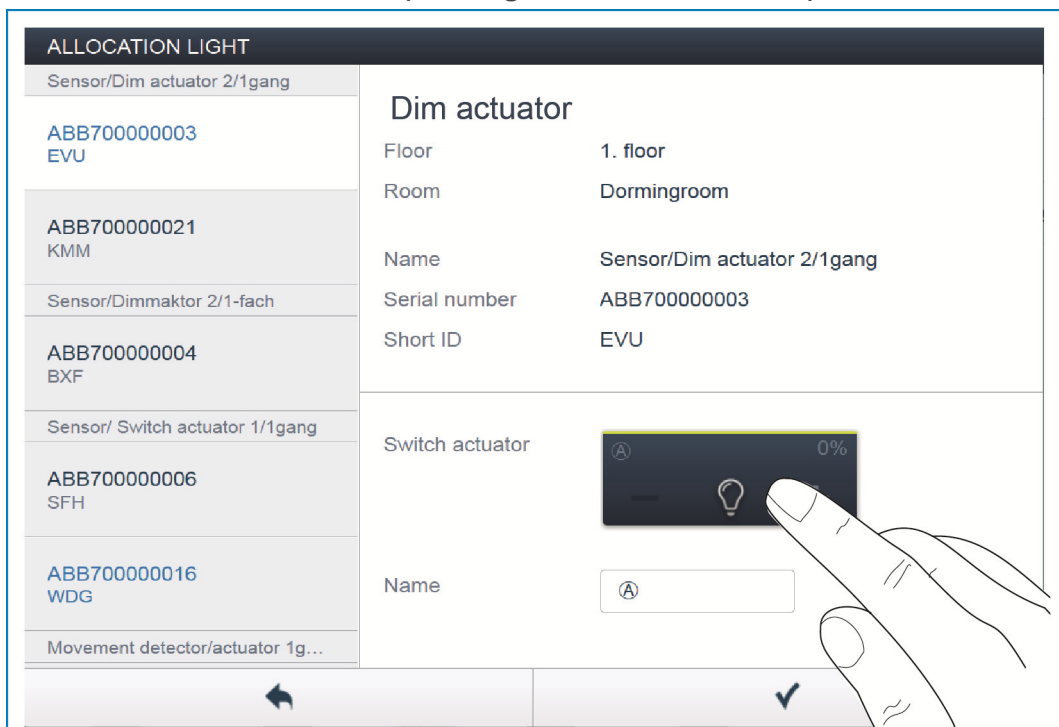 ALLOCATION LIGHT
Sensor/Dim actuator 2/1gang
ABB700000003
EVU
ABB700000021
KMM
Sensor/Dimmaktor 2/1-fach
ABB700000004
BXF
Sensor/ Switch actuator 1/1gang
ABB700000006
SFH
ABB700000016
WDG
Movement detector/actuator 1g…
Dim actuator
Floor 1. floor
Room Dormingroom
Name Sensor/Dim actuator 2/1gang
Serial number ABB700000003
Short ID EVU
Switch actuator Ⓐ 0%
Name Ⓐ